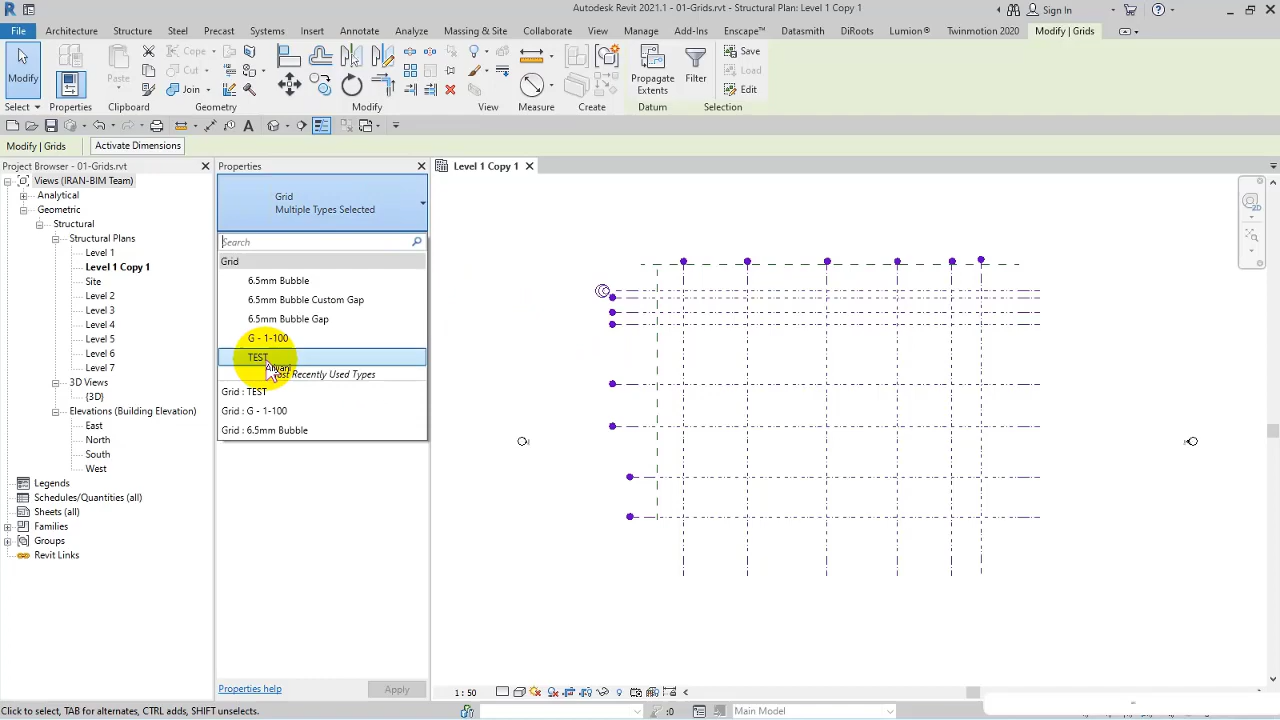 Autodesk Revit 2021.1 - 01-Grids.rvt - Structural Plan: Level 1 Copy 1
Sign In
File Architecture Structure Steel Precast Systems Insert Annotate Analyze Massing & Site Collaborate View Manage Add-Ins Enscape™ Datasmith DiRoots Lumion® Twinmotion 2020 Modify | Grids
Modify
Properties
Paste
Cope
Cut
Join
Propagate
Extents
Filter
Save
Load
Edit
Select Properties Clipboard Geometry Modify View Measure Create Datum Selection
Modify | Grids Activate Dimensions
Project Browser - 01-Grids.rvt
Views (IRAN-BIM Team)
Analytical
Geometric
Structural
Structural Plans
Level 1
Level 1 Copy 1
Site
Level 2
Level 3
Level 4
Level 5
Level 6
Level 7
3D Views
{3D}
Elevations (Building Elevation)
East
North
South
West
Legends
Schedules/Quantities (all)
Sheets (all)
Families
Groups
Revit Links
Properties
Grid
Multiple Types Selected
Search
Grid
6.5mm Bubble
6.5mm Bubble Custom Gap
6.5mm Bubble Gap
G - 1-100
TEST
Recently Used Types
Grid : TEST
Grid : G - 1-100
Grid : 6.5mm Bubble
Properties help
Apply
Level 1 Copy 1
2D
1 : 50
Click to select, TAB for alternates, CTRL adds, SHIFT unselects.
:0
Main Model